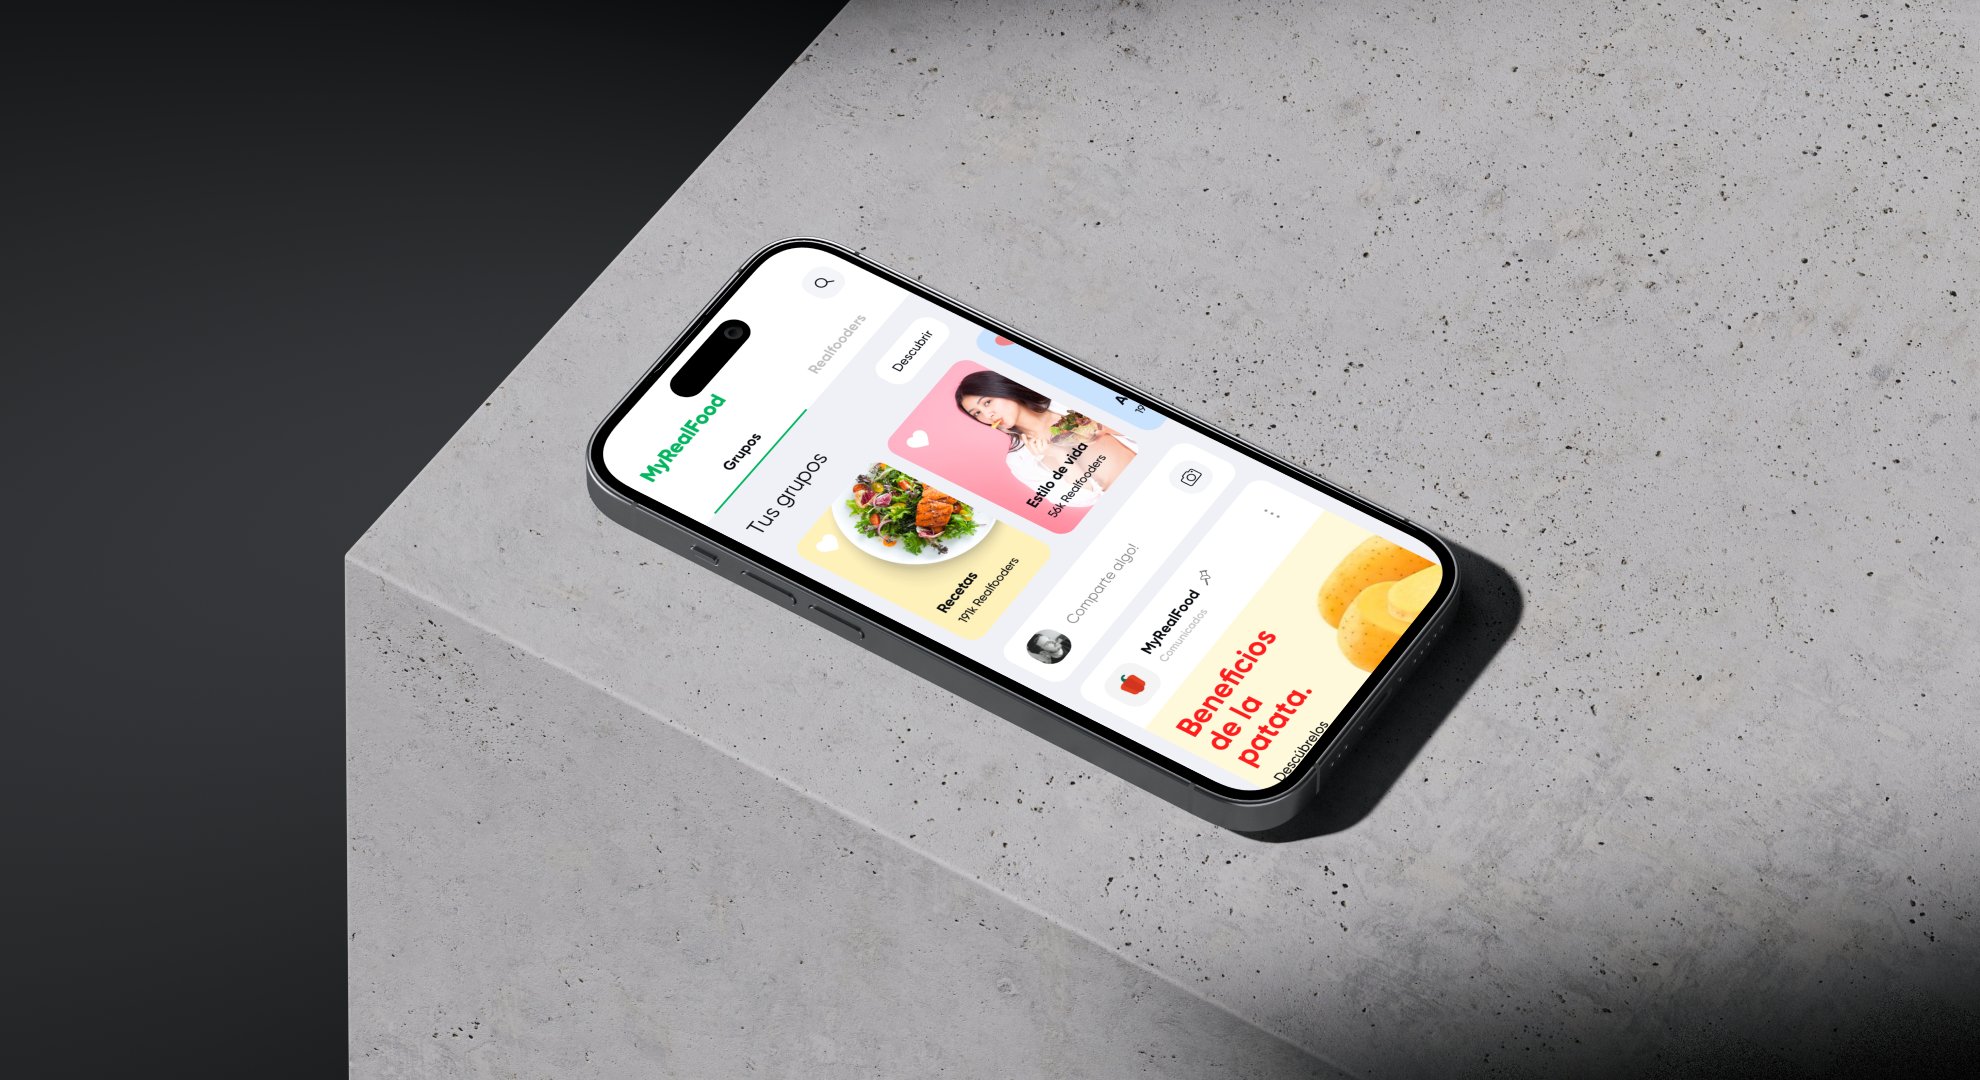 MyRealFood
Grupos
Realfooders
Tus grupos
Descubrir
Recetas
191k Realfooders
Estilo de vida
56k Realfooders
A
19
Comparte algo!
MyRealFood
Comunicados
Beneficios
de la
patata.
Descúbrelos